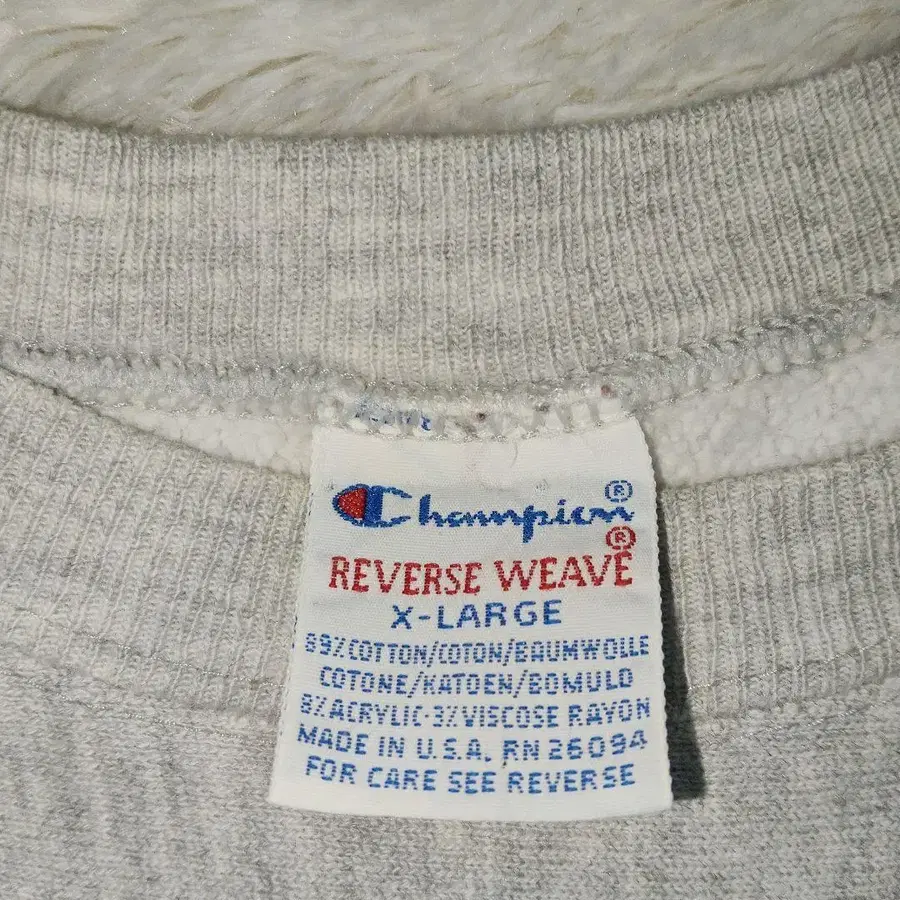 Champion®
REVERSE WEAVE®
X-LARGE
89% COTTON/COTON/BAUMWOLLE
COTONE/KATOEN/BOMULD
8% ACRYLIC·3% VISCOSE RAYON
MADE IN U.S.A. RN 26094
FOR CARE SEE REVERSE